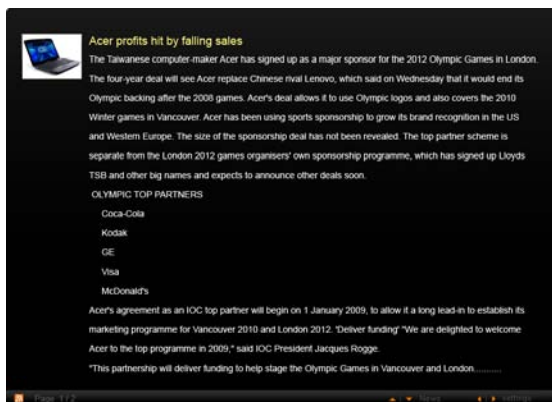 Acer profits hit by falling sales
The Taiwanese computer-maker Acer has signed up as a major sponsor for the 2012 Olympic Games in London.
The four-year deal will see Acer replace Chinese rival Lenovo, which said on Wednesday that it would end its
Olympic backing after the 2008 games. Acer's deal allows it to use Olympic logos and also covers the 2010
Winter games in Vancouver. Acer has been using sports sponsorship to grow its brand recognition in the US
and Western Europe. The size of the sponsorship deal has not been revealed. The top partner scheme is
separate from the London 2012 games organisers' own sponsorship programme, which has signed up Lloyds
TSB and other big names and expects to announce other deals soon.
OLYMPIC TOP PARTNERS
Coca-Cola
Kodak
GE
Visa
McDonald's
Acer's agreement as an IOC top partner will begin on 1 January 2009, to allow it a long lead-in to establish its
marketing programme for Vancouver 2010 and London 2012. 'Deliver funding' "We are delighted to welcome
Acer to the top programme in 2009," said IOC President Jacques Rogge.
"This partnership will deliver funding to help stage the Olympic Games in Vancouver and London..........
Page 1 / 2 News settings